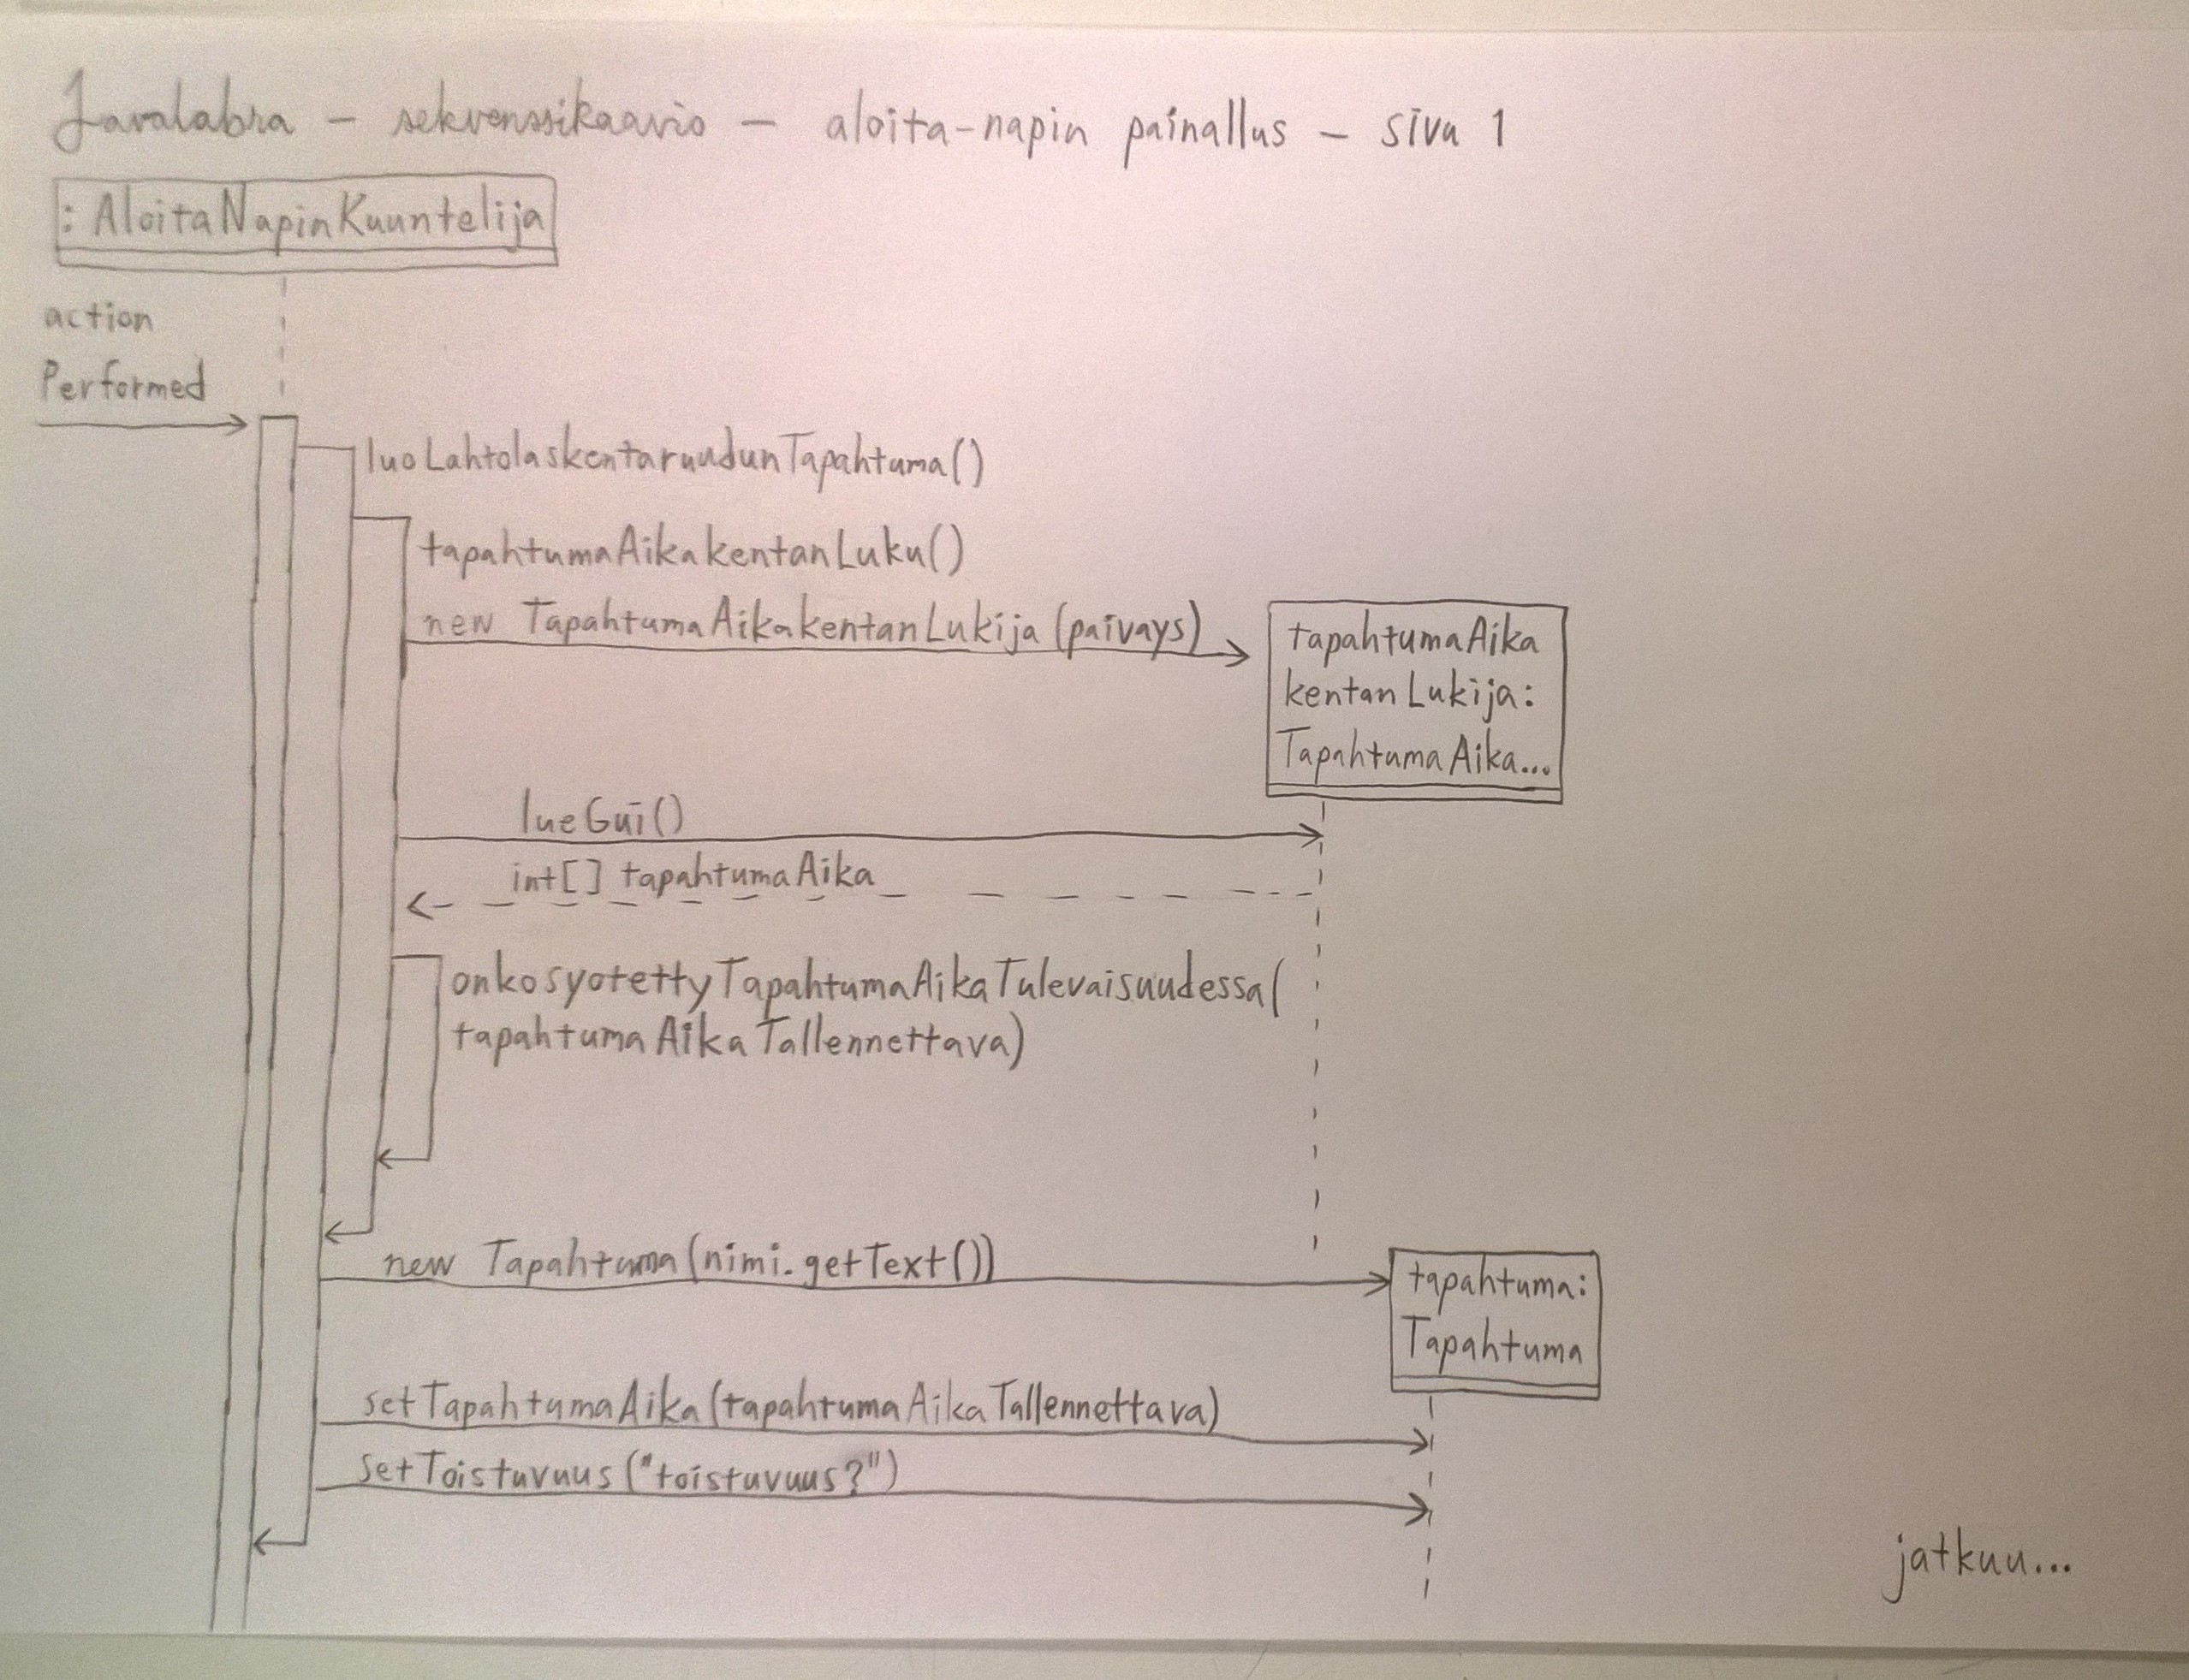 Javalabra – sekvenssikaavio – aloita-napin painallus – sivu 1
: AloitaNapinKuuntelija
action
Performed
luoLahtolaskentaruudunTapahtuma()
tapahtumaAikakentanLuku()
new TapahtumaAikakentanLukija (paivays)
tapahtumaAika
kentanLukija:
TapahtumaAika...
lueGui()
int[] tapahtumaAika
onkosyotettyTapahtumaAikaTulevaisuudessa(
tapahtumaAikaTallennettava)
new Tapahtuma(nimi.getText())
tapahtuma:
Tapahtuma
setTapahtumaAika(tapahtumaAikaTallennettava)
setToistuvuus("toistuvuus?")
jatkuu...